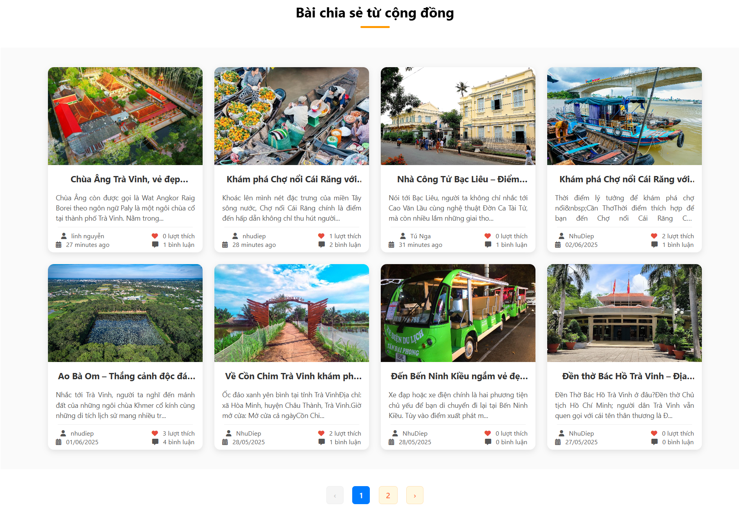 Bài chia sẻ từ cộng đồng
Chùa Âng Trà Vinh, vẻ đẹp...
Chùa Âng còn được gọi là Wat Angkor Raig
Borei theo ngôn ngữ Paly là một ngôi chùa cổ
tại thành phố Trà Vinh. Nằm trong...
linh nguyễn
0 lượt thích
27 minutes ago
1 bình luận
Khám phá Chợ nổi Cái Răng với..
Khoác lên mình nét đặc trưng của miền Tây
sông nước, Chợ nổi Cái Răng chính là điểm
đến hấp dẫn không chỉ thu hút người...
nhudiep
1 lượt thích
28 minutes ago
2 bình luận
Nhà Công Tử Bạc Liêu – Điểm...
Nói tới Bạc Liêu, người ta không chỉ nhắc tới
Cao Văn Lầu cùng nghệ thuật Đờn Ca Tài Tử,
mà còn nhiều lắm những giai tho...
Tú Nga
0 lượt thích
31 minutes ago
1 bình luận
Khám phá Chợ nổi Cái Răng với..
Thời điểm lý tưởng để khám phá chợ
nổi&nbsp;Cần ThơThời điểm thích hợp để
bạn đến Chợ nổi Cái Răng C....
NhuDiep
2 lượt thích
02/06/2025
1 bình luận
Ao Bà Om – Thắng cảnh độc đá...
Nhắc tới Trà Vinh, người ta nghĩ đến mảnh
đất của những ngôi chùa Khmer cổ kính cùng
những di tích lịch sử mang nhiều tr...
nhudiep
3 lượt thích
01/06/2025
4 bình luận
Về Cồn Chim Trà Vinh khám ph...
Ốc đảo xanh yên bình tại tỉnh Trà VinhĐịa chỉ:
xã Hòa Minh, huyện Châu Thành, Trà Vinh.Giờ
mở cửa: Mở cửa cả ngàyCồn Chi...
NhuDiep
2 lượt thích
28/05/2025
1 bình luận
Đến Bến Ninh Kiều ngắm vẻ đẹ...
Xe đạp hoặc xe điện chính là hai phương tiện
chủ yếu để bạn di chuyển đi lại tại Bến Ninh
Kiều. Tùy vào điểm xuất phát m...
NhuDiep
0 lượt thích
28/05/2025
0 bình luận
Đền thờ Bác Hồ Trà Vinh – Địa...
Đền Thờ Bác Hồ Trà Vinh ở đâu?Đền thờ Chủ
tịch Hồ Chí Minh; người dân Trà Vinh vẫn
quen gọi với cái tên thân thương là Đ...
NhuDiep
0 lượt thích
27/05/2025
0 bình luận
‹ 1 2 ›